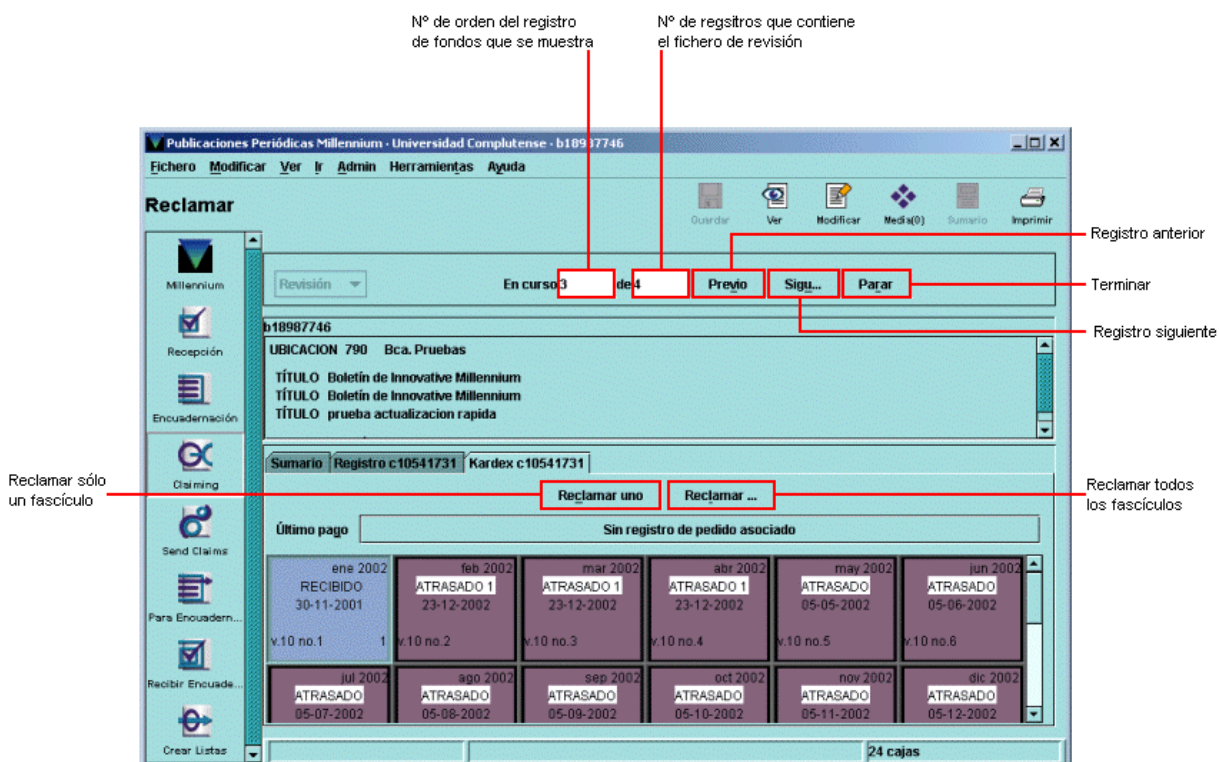 Nº de orden del registro
de fondos que se muestra
Nº de regsitros que contiene
el fichero de revisión
Publicaciones Periódicas Millennium - Universidad Complutense - b18987746
Fichero Modificar Ver Ir Admin Herramientas Ayuda
Reclamar
Guardar Ver Modificar Media(0) Sumario Imprimir
Registro anterior
Millennium
Revisión En curso 3 de 4 Previo Sigu... Parar
Terminar
Registro siguiente
b18987746
Recepción
UBICACION 790 Bca. Pruebas
TÍTULO Boletín de Innovative Millennium
TÍTULO Boletín de Innovative Millennium
TÍTULO prueba actualizacion rapida
Encuadernación
Claiming
Sumario Registro c10541731 Kardex c10541731
Reclamar sólo
un fascículo
Reclamar uno Reclamar ...
Reclamar todos
los fascículos
Último pago Sin registro de pedido asociado
Send Claims
ene 2002 feb 2002 mar 2002 abr 2002 may 2002 jun 2002
RECIBIDO ATRASADO 1 ATRASADO 1 ATRASADO 1 ATRASADO ATRASADO
30-11-2001 23-12-2002 23-12-2002 23-12-2002 05-05-2002 05-06-2002
v.10 no.1 1 v.10 no.2 v.10 no.3 v.10 no.4 v.10 no.5 v.10 no.6
Para Encuadern...
Recibir Encuade...
jul 2002 ago 2002 sep 2002 oct 2002 nov 2002 dic 2002
ATRASADO ATRASADO ATRASADO ATRASADO ATRASADO ATRASADO
05-07-2002 05-08-2002 05-09-2002 05-10-2002 05-11-2002 05-12-2002
Crear Listas
24 cajas